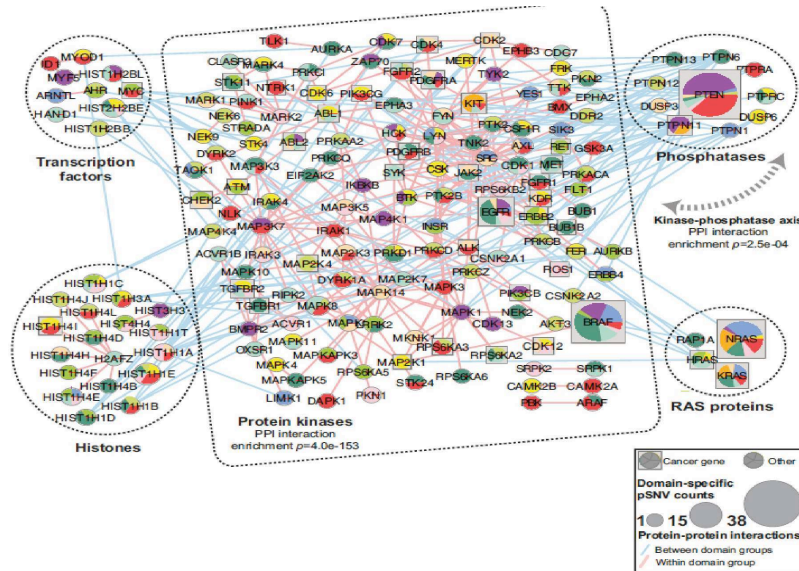 TLK1
CDK7
CDK4
CDK2
EPHB3
CDC7
AURKA
MYOD1
ID1
MYF5
HIST1H2BL
ARNTL
AHR
MYC
HIST1H2BE
HAND1
HIST1H2BB
Transcription
factors
CLASP2
MARK4
PRKCI
ZAP70
FGFR2
PDGFRA
MERTK
TYK2
FRK
PKN2
STK11
NTRK1
CDK6
PIK3CG
EPHA3
KIT
YES1
TTK
BMX
EPHA2
MARK1
PINK1
MARK2
ABL1
FYN
DDR2
NEK6
STRADA
HCK
LYN
PTK2
CSF1R
SIK3
NEK9
STK4
ABL2
PRKAA2
PDGFRB
TNK2
AXL
RET
GSK3A
DYRK2
MAP3K3
PRKCQ
SRC
CDK1
MET
TAOK1
EIF2AK2
SYK
CSK
JAK2
FGFR1
PRKACA
ATM
IKBKB
BTK
PTK2B
RPS6KB2
KDR
FLT1
CHEK2
IRAK4
EGFR
ERBB2
BUB1
NLK
MAP3K5
MAP4K1
INSR
BUB1B
MAP4K4
MAP3K7
IRAK1
PRKCB
ACVR1B
IRAK3
MAP2K3
PRKD1
PRKCD
ALK
CSNK2A1
FER
AURKB
MAPK10
MAP2K4
DYRK1A
MAP2K7
PRKCZ
ROS1
ERBB4
TGFBR2
MAPK14
MAPK3
PIK3CB
CSNK2A2
TGFBR1
RIPK2
MAPK8
NEK2
BMPR2
ACVR1
LRRK2
MAPK1
CDK13
AKT3
BRAF
OXSR1
MAPK11
MKNK1
CDK12
MAPK4
MAPKAPK3
MAP2K1
RPS6KA3
RPS6KA2
MAPKAPK5
RPS6KA5
STK24
RPS6KA6
SRPK2
SRPK1
LIMK1
DAPK1
PKN1
CAMK2B
CAMK2A
PBK
ARAF
Protein kinases
PPI interaction
enrichment p=4.0e-153
PTPN13
PTPN6
PTPRA
PTPN12
PTEN
DUSP3
PTPRC
PTPN11
DUSP6
PTPN1
Phosphatases
Kinase-phosphatase axis
PPI interaction
enrichment p=2.5e-04
HIST1H1C
HIST1H4J
HIST1H3A
HIST1H4L
HIST3H3
HIST1H4I
HIST4H4
HIST1H4D
HIST1H1T
HIST1H4H
H2AFZ
HIST1H1A
HIST1H4F
HIST1H1E
HIST1H4B
HIST1H4E
HIST1H1B
HIST1H1D
Histones
RAP1A
NRAS
HRAS
KRAS
RAS proteins
Cancer gene
Other
Domain-specific
pSNV counts
1 15 38
Protein-protein interactions
Between domain groups
Within domain group